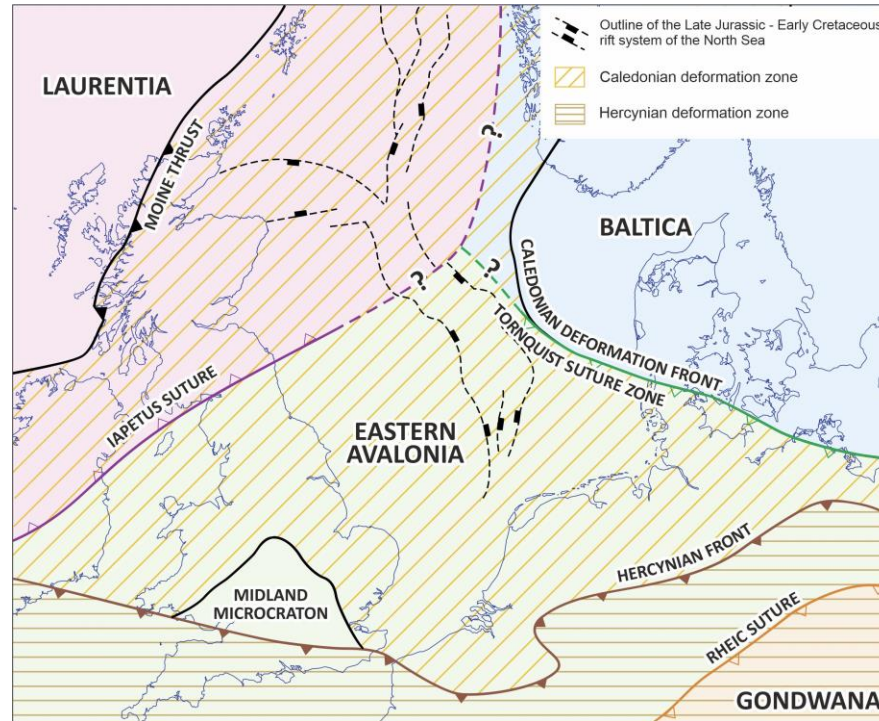 Outline of the Late Jurassic - Early Cretaceous
rift system of the North Sea
Caledonian deformation zone
Hercynian deformation zone
LAURENTIA
MOINE THRUST
?
BALTICA
?
?
CALEDONIAN DEFORMATION FRONT
TORNQUIST SUTURE ZONE
IAPETUS SUTURE
EASTERN
AVALONIA
HERCYNIAN FRONT
MIDLAND
MICROCRATON
RHEIC SUTURE
GONDWANA